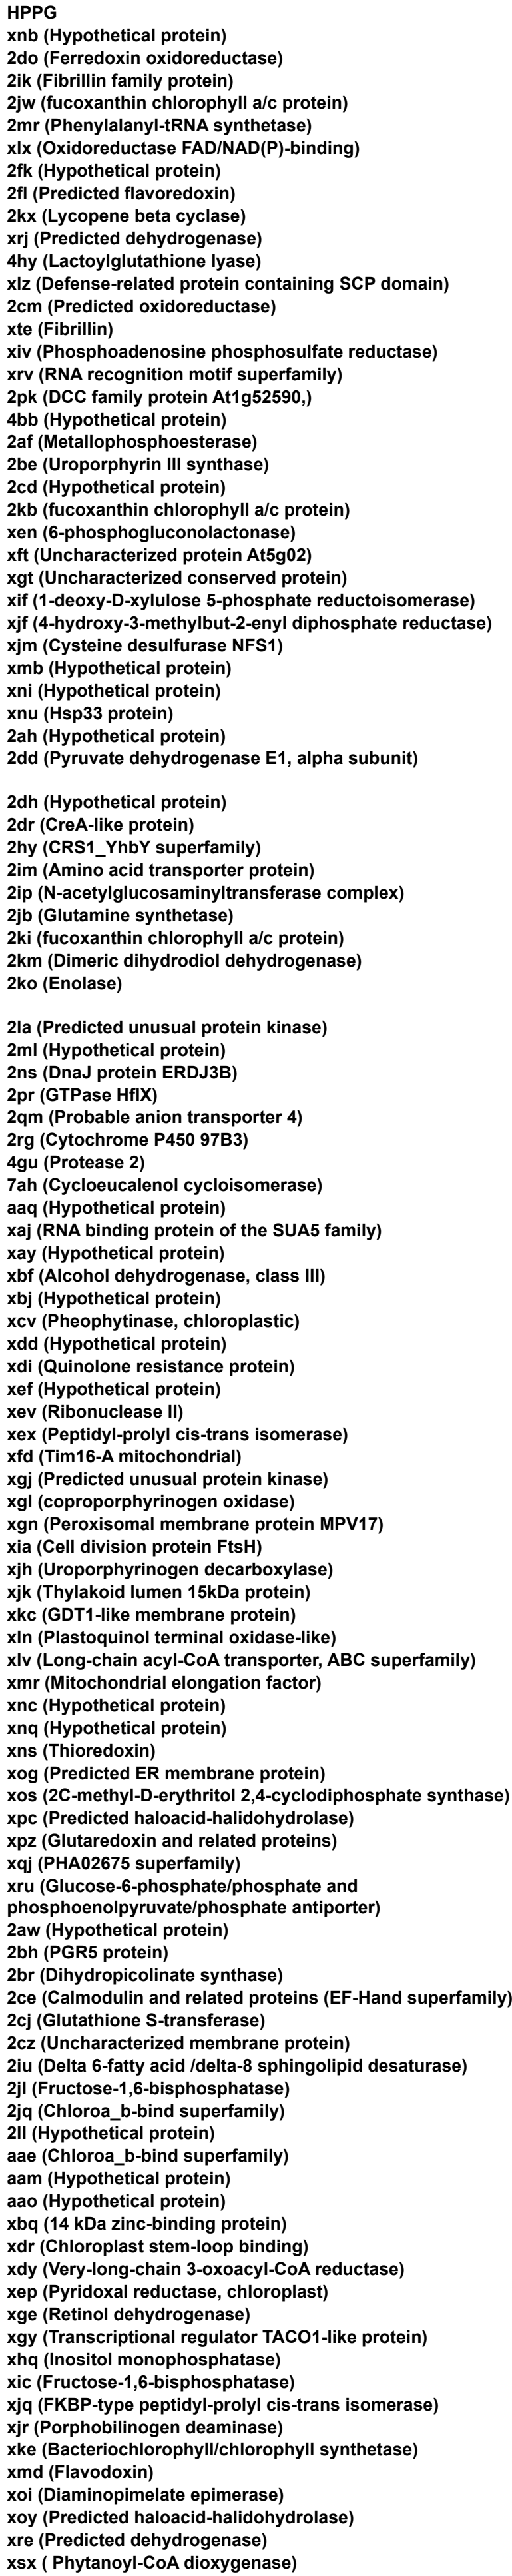 HPPG
xnb (Hypothetical protein)
2do (Ferredoxin oxidoreductase)
2ik (Fibrillin family protein)
2jw (fucoxanthin chlorophyll a/c protein)
2mr (Phenylalanyl-tRNA synthetase)
xlx (Oxidoreductase FAD/NAD(P)-binding)
2fk (Hypothetical protein)
2fl (Predicted flavoredoxin)
2kx (Lycopene beta cyclase)
xrj (Predicted dehydrogenase)
4hy (Lactoylglutathione lyase)
xlz (Defense-related protein containing SCP domain)
2cm (Predicted oxidoreductase)
xte (Fibrillin)
xiv (Phosphoadenosine phosphosulfate reductase)
xrv (RNA recognition motif superfamily)
2pk (DCC family protein At1g52590,)
4bb (Hypothetical protein)
2af (Metallophosphoesterase)
2be (Uroporphyrin III synthase)
2cd (Hypothetical protein)
2kb (fucoxanthin chlorophyll a/c protein)
xen (6-phosphogluconolactonase)
xft (Uncharacterized protein At5g02)
xgt (Uncharacterized conserved protein)
xif (1-deoxy-D-xylulose 5-phosphate reductoisomerase)
xjf (4-hydroxy-3-methylbut-2-enyl diphosphate reductase)
xjm (Cysteine desulfurase NFS1)
xmb (Hypothetical protein)
xni (Hypothetical protein)
xnu (Hsp33 protein)
2ah (Hypothetical protein)
2dd (Pyruvate dehydrogenase E1, alpha subunit)
2dh (Hypothetical protein)
2dr (CreA-like protein)
2hy (CRS1_YhbY superfamily)
2im (Amino acid transporter protein)
2ip (N-acetylglucosaminyltransferase complex)
2jb (Glutamine synthetase)
2ki (fucoxanthin chlorophyll a/c protein)
2km (Dimeric dihydrodiol dehydrogenase)
2ko (Enolase)
2la (Predicted unusual protein kinase)
2ml (Hypothetical protein)
2ns (DnaJ protein ERDJ3B)
2pr (GTPase HflX)
2qm (Probable anion transporter 4)
2rg (Cytochrome P450 97B3)
4gu (Protease 2)
7ah (Cycloeucalenol cycloisomerase)
aaq (Hypothetical protein)
xaj (RNA binding protein of the SUA5 family)
xay (Hypothetical protein)
xbf (Alcohol dehydrogenase, class III)
xbj (Hypothetical protein)
xcv (Pheophytinase, chloroplastic)
xdd (Hypothetical protein)
xdi (Quinolone resistance protein)
xef (Hypothetical protein)
xev (Ribonuclease II)
xex (Peptidyl-prolyl cis-trans isomerase)
xfd (Tim16-A mitochondrial)
xgj (Predicted unusual protein kinase)
xgl (coproporphyrinogen oxidase)
xgn (Peroxisomal membrane protein MPV17)
xia (Cell division protein FtsH)
xjh (Uroporphyrinogen decarboxylase)
xjk (Thylakoid lumen 15kDa protein)
xkc (GDT1-like membrane protein)
xln (Plastoquinol terminal oxidase-like)
xlv (Long-chain acyl-CoA transporter, ABC superfamily)
xmr (Mitochondrial elongation factor)
xnc (Hypothetical protein)
xnq (Hypothetical protein)
xns (Thioredoxin)
xog (Predicted ER membrane protein)
xos (2C-methyl-D-erythritol 2,4-cyclodiphosphate synthase)
xpc (Predicted haloacid-halidohydrolase)
xpz (Glutaredoxin and related proteins)
xqj (PHA02675 superfamily)
xru (Glucose-6-phosphate/phosphate and
phosphoenolpyruvate/phosphate antiporter)
2aw (Hypothetical protein)
2bh (PGR5 protein)
2br (Dihydropicolinate synthase)
2ce (Calmodulin and related proteins (EF-Hand superfamily)
2cj (Glutathione S-transferase)
2cz (Uncharacterized membrane protein)
2iu (Delta 6-fatty acid /delta-8 sphingolipid desaturase)
2jl (Fructose-1,6-bisphosphatase)
2jq (Chloroa_b-bind superfamily)
2ll (Hypothetical protein)
aae (Chloroa_b-bind superfamily)
aam (Hypothetical protein)
aao (Hypothetical protein)
xbq (14 kDa zinc-binding protein)
xdr (Chloroplast stem-loop binding)
xdy (Very-long-chain 3-oxoacyl-CoA reductase)
xep (Pyridoxal reductase, chloroplast)
xge (Retinol dehydrogenase)
xgy (Transcriptional regulator TACO1-like protein)
xhq (Inositol monophosphatase)
xic (Fructose-1,6-bisphosphatase)
xjq (FKBP-type peptidyl-prolyl cis-trans isomerase)
xjr (Porphobilinogen deaminase)
xke (Bacteriochlorophyll/chlorophyll synthetase)
xmd (Flavodoxin)
xoi (Diaminopimelate epimerase)
xoy (Predicted haloacid-halidohydrolase)
xre (Predicted dehydrogenase)
xsx ( Phytanoyl-CoA dioxygenase)